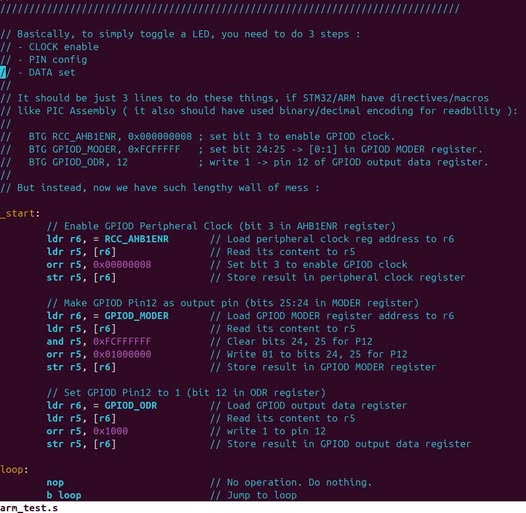 ////////////////////////////////////////////////////////////////////////////
// Basically, to simply toggle a LED, you need to do 3 steps :
// - CLOCK enable
// - PIN config
// - DATA set
//
// It should be just 3 lines to do these things, if STM32/ARM have directives/macros
// like PIC Assembly ( it also should have used binary/decimal encoding for readbility ):
//
//   BTG RCC_AHB1ENR, 0x000000008 ; set bit 3 to enable GPIOD clock.
//   BTG GPIOD_MODER, 0xFCFFFFF  ; set bit 24:25 -> [0:1] in GPIOD MODER register.
//   BTG GPIOD_ODR, 12           ; write 1 -> pin 12 of GPIOD output data register.
//
// But instead, now we have such lengthy wall of mess :
_start:
        // Enable GPIOD Peripheral Clock (bit 3 in AHB1ENR register)
        ldr r6, = RCC_AHB1ENR       // Load peripheral clock reg address to r6
        ldr r5, [r6]                // Read its content to r5
        orr r5, 0x00000008          // Set bit 3 to enable GPIOD clock
        str r5, [r6]                // Store result in peripheral clock register
        // Make GPIOD Pin12 as output pin (bits 25:24 in MODER register)
        ldr r6, = GPIOD_MODER       // Load GPIOD MODER register address to r6
        ldr r5, [r6]                // Read its content to r5
        and r5, 0xFCFFFFFF          // Clear bits 24, 25 for P12
        orr r5, 0x01000000          // Write 01 to bits 24, 25 for P12
        str r5, [r6]                // Store result in GPIOD MODER register
        // Set GPIOD Pin12 to 1 (bit 12 in ODR register)
        ldr r6, = GPIOD_ODR         // Load GPIOD output data register
        ldr r5, [r6]                // Read its content to r5
        orr r5, 0x1000              // write 1 to pin 12
        str r5, [r6]                // Store result in GPIOD output data register
loop:
        nop                         // No operation. Do nothing.
        b loop                      // Jump to loop
arm_test.s